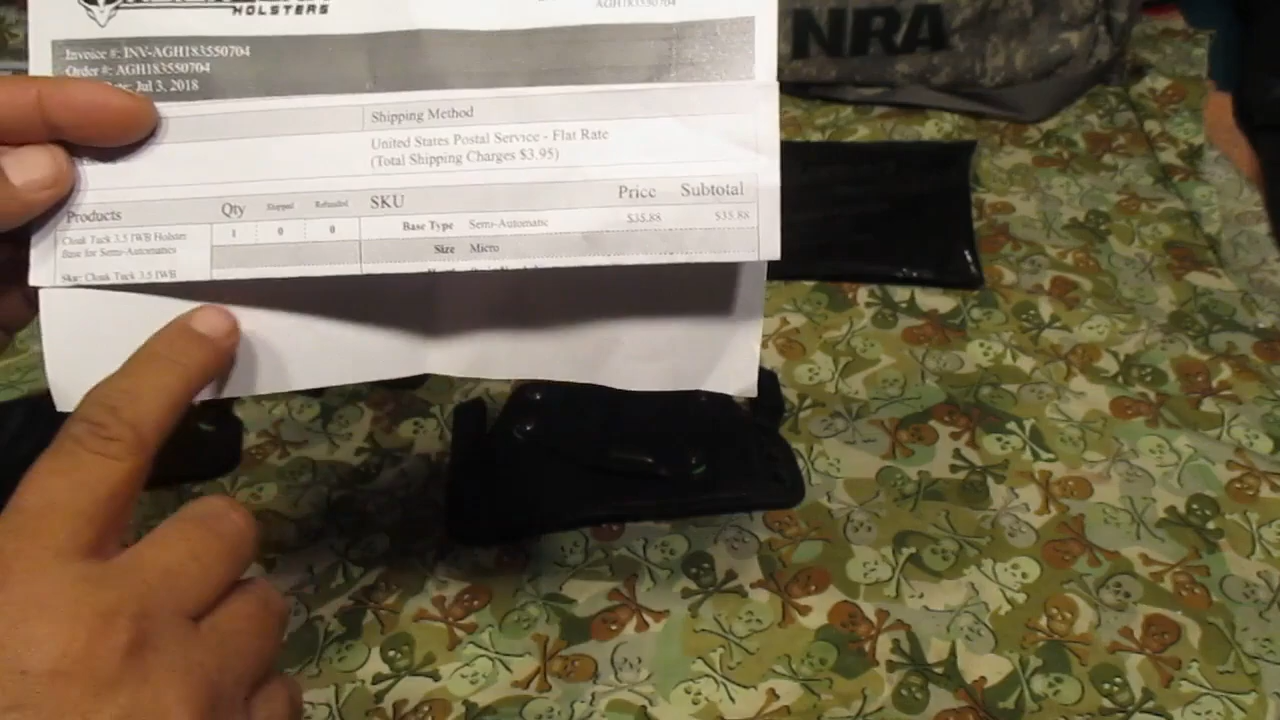 HOLSTERS
AGH183550704
Invoice #: INV-AGH183550704
Order #: AGH183550704
Jul 3, 2018
NRA
Shipping Method
United States Postal Service - Flat Rate
(Total Shipping Charges $3.95)
Products Qty Shipped Refunded SKU Price Subtotal
Cloak Tuck 3.5 IWB Holster
Base for Semi-Automatics
1 0 0 Base Type Semi-Automatic $35.88 $35.88
Size Micro
Sku: Cloak Tuck 3.5 IWB